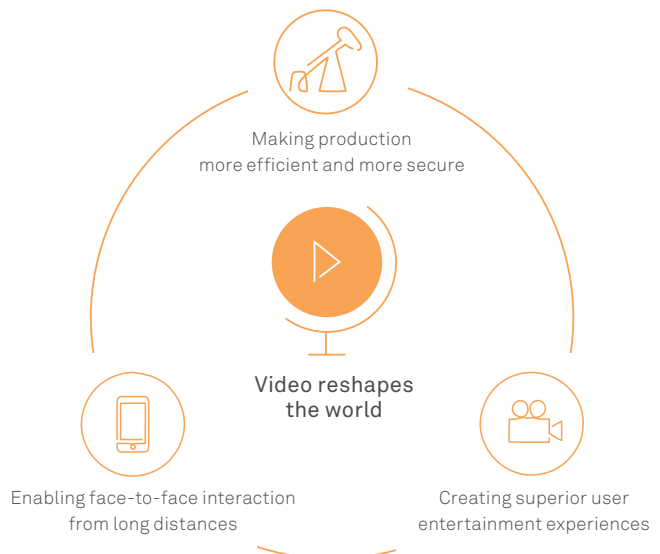 Making production
more efficient and more secure
Video reshapes
the world
Enabling face-to-face interaction
from long distances
Creating superior user
entertainment experiences